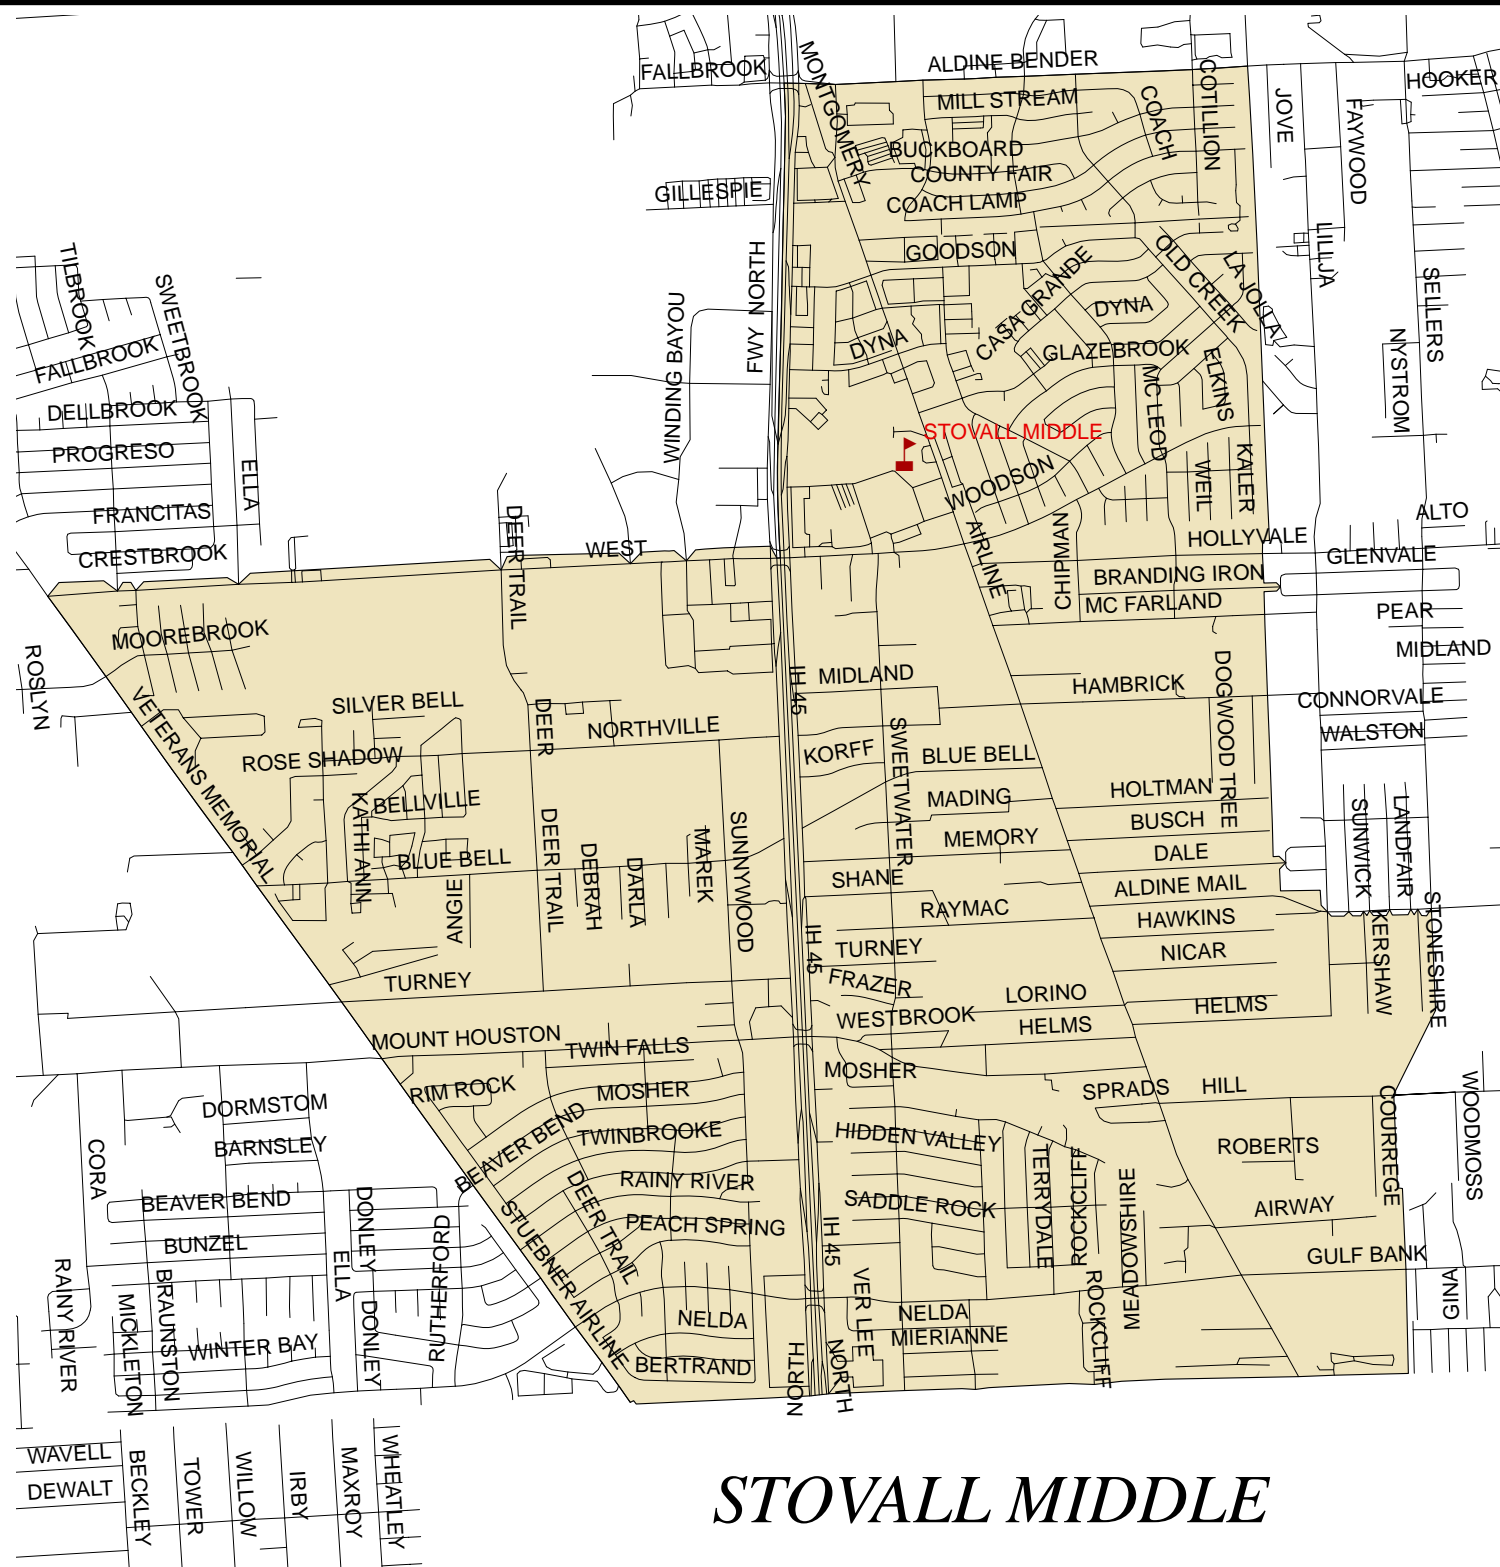 FALLBROOK
MONTGOMERY
ALDINE BENDER
COTILLION
HOOKER
MILL STREAM
COACH
JOVE
FAYWOOD
BUCKBOARD
COUNTY FAIR
GILLESPIE
COACH LAMP
TILBROOK
SWEETBROOK
FWY NORTH
GOODSON
OLD CREEK
LA JOLLA
LILLJA
SELLERS
WINDING BAYOU
CASA GRANDE
DYNA
DYNA
FALLBROOK
GLAZEBROOK
ELKINS
NYSTROM
DELLBROOK
MC LEOD
STOVALL MIDDLE
PROGRESO
ELLA
WOODSON
WEIL
KALER
FRANCITAS
DEER TRAIL
AIRLINE
CHIPMAN
ALTO
CRESTBROOK
WEST
HOLLYVALE
GLENVALE
BRANDING IRON
MC FARLAND
PEAR
MOOREBROOK
MIDLAND
ROSLYN
IH 45
MIDLAND
HAMBRICK
DOGWOOD TREE
CONNORVALE
VETERANS MEMORIAL
SILVER BELL
DEER
NORTHVILLE
WALSTON
ROSE SHADOW
KORFF
SWEETWATER
BLUE BELL
KATHI ANN
BELLVILLE
MADING
HOLTMAN
SUNWICK
LANDFAIR
DEER TRAIL
DEBRAH
DARLA
MAREK
SUNNYWOOD
MEMORY
BUSCH
BLUE BELL
DALE
ANGIE
SHANE
ALDINE MAIL
STONESHIRE
RAYMAC
HAWKINS
KERSHAW
IH 45
TURNEY
NICAR
TURNEY
FRAZER
LORINO
HELMS
WESTBROOK
HELMS
MOUNT HOUSTON
TWIN FALLS
MOSHER
RIM ROCK
MOSHER
SPRADS
HILL
COURREGE
WOODMOSS
DORMSTOM
BEAVER BEND
TWINBROOKE
HIDDEN VALLEY
CORA
BARNSLEY
TERRYDALE
ROCKCLIFF
MEADOWSHIRE
ROBERTS
BEAVER BEND
DONLEY
DEER TRAIL
RAINY RIVER
SADDLE ROCK
AIRWAY
STUEBNER AIRLINE
PEACH SPRING
IH 45
BUNZEL
ELLA
RUTHERFORD
GULF BANK
RAINY RIVER
MICKLETON
BRAUNSTON
DONLEY
VER LEE
ROCKCLIFF
GINA
NELDA
NELDA
WINTER BAY
MIERIANNE
BERTRAND
NORTH
NORTH
WAVELL
BECKLEY
TOWER
WILLOW
IRBY
MAXROY
WHEATLEY
DEWALT
STOVALL MIDDLE